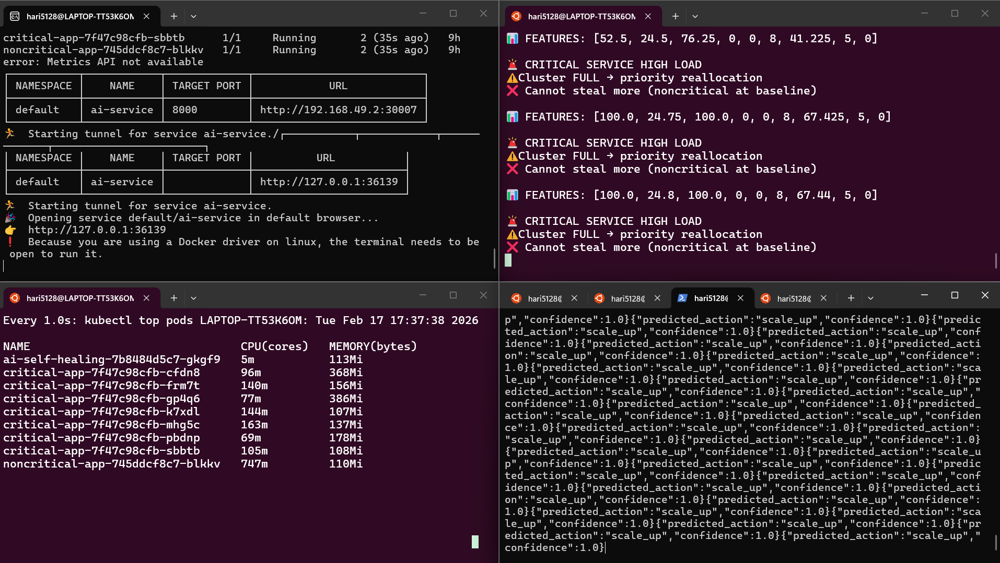 hari5128@LAPTOP-TT53K6OM
critical-app-7f47c98cfb-sbbtb 1/1 Running 2 (35s ago) 9h
noncritical-app-745ddcf8c7-blkkv 1/1 Running 2 (35s ago) 9h
error: Metrics API not available
NAMESPACE NAME TARGET PORT URL
default ai-service 8000 http://192.168.49.2:30007
🏃 Starting tunnel for service ai-service./
NAMESPACE NAME TARGET PORT URL
default ai-service http://127.0.0.1:36139
🏃 Starting tunnel for service ai-service.
🎉 Opening service default/ai-service in default browser...
👉 http://127.0.0.1:36139
❗ Because you are using a Docker driver on linux, the terminal needs to be
open to run it.
hari5128@LAPTOP-TT53K6OM
📊 FEATURES: [52.5, 24.5, 76.25, 0, 0, 8, 41.225, 5, 0]
🚨 CRITICAL SERVICE HIGH LOAD
⚠️Cluster FULL → priority reallocation
❌ Cannot steal more (noncritical at baseline)
📊 FEATURES: [100.0, 24.75, 100.0, 0, 0, 8, 67.425, 5, 0]
🚨 CRITICAL SERVICE HIGH LOAD
⚠️Cluster FULL → priority reallocation
❌ Cannot steal more (noncritical at baseline)
📊 FEATURES: [100.0, 24.8, 100.0, 0, 0, 8, 67.44, 5, 0]
🚨 CRITICAL SERVICE HIGH LOAD
⚠️Cluster FULL → priority reallocation
❌ Cannot steal more (noncritical at baseline)
hari5128@LAPTOP-TT53K6OM
Every 1.0s: kubectl top pods LAPTOP-TT53K6OM: Tue Feb 17 17:37:38 2026
NAME CPU(cores) MEMORY(bytes)
ai-self-healing-7b8484d5c7-gkgf9 5m 113Mi
critical-app-7f47c98cfb-cfdn8 96m 368Mi
critical-app-7f47c98cfb-frm7t 140m 156Mi
critical-app-7f47c98cfb-gp4q6 77m 386Mi
critical-app-7f47c98cfb-k7xdl 144m 107Mi
critical-app-7f47c98cfb-mhg5c 163m 137Mi
critical-app-7f47c98cfb-pbdnp 69m 178Mi
critical-app-7f47c98cfb-sbbtb 105m 108Mi
noncritical-app-745ddcf8c7-blkkv 747m 110Mi
hari5128@ hari5128@ hari5128@ hari5128@
p","confidence":1.0}{"predicted_action":"scale_up","confidence":1.0}{"predic
ted_action":"scale_up","confidence":1.0}{"predicted_action":"scale_up","conf
idence":1.0}{"predicted_action":"scale_up","confidence":1.0}{"predicted_acti
on":"scale_up","confidence":1.0}{"predicted_action":"scale_up","confidence":
1.0}{"predicted_action":"scale_up","confidence":1.0}{"predicted_action":"sca
le_up","confidence":1.0}{"predicted_action":"scale_up","confidence":1.0}{"pr
edicted_action":"scale_up","confidence":1.0}{"predicted_action":"scale_up","
confidence":1.0}{"predicted_action":"scale_up","confidence":1.0}{"predicted_
action":"scale_up","confidence":1.0}{"predicted_action":"scale_up","confiden
ce":1.0}{"predicted_action":"scale_up","confidence":1.0}{"predicted_action":
"scale_up","confidence":1.0}{"predicted_action":"scale_up","confidence":1.0}
{"predicted_action":"scale_up","confidence":1.0}{"predicted_action":"scale_u
p","confidence":1.0}{"predicted_action":"scale_up","confidence":1.0}{"predic
ted_action":"scale_up","confidence":1.0}{"predicted_action":"scale_up","conf
idence":1.0}{"predicted_action":"scale_up","confidence":1.0}{"predicted_acti
on":"scale_up","confidence":1.0}{"predicted_action":"scale_up","confidence":
1.0}{"predicted_action":"scale_up","confidence":1.0}{"predicted_action":"sca
le_up","confidence":1.0}{"predicted_action":"scale_up","confidence":1.0}{"pr
edicted_action":"scale_up","confidence":1.0}{"predicted_action":"scale_up","
confidence":1.0}